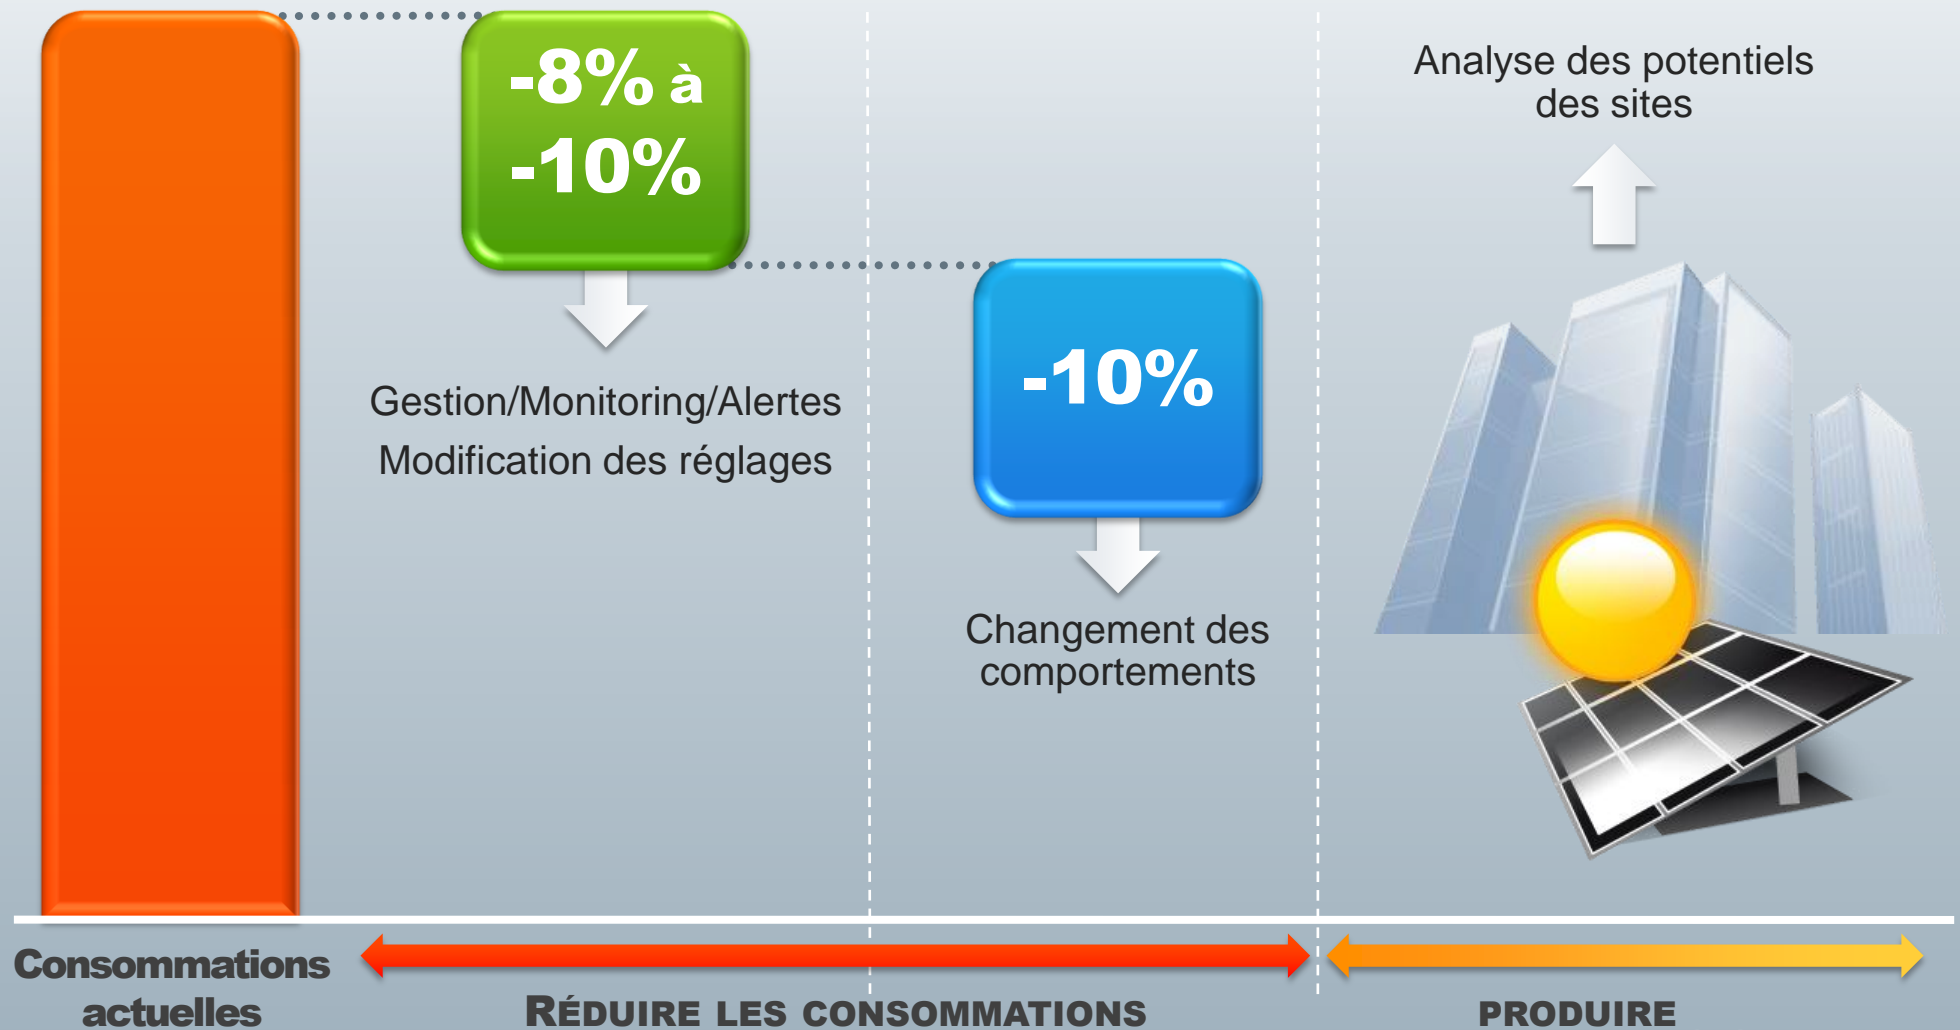 -8% à
-10%
Gestion/Monitoring/Alertes
Modification des réglages
-10%
Changement des
comportements
Analyse des potentiels
des sites
Consommations
actuelles
RÉDUIRE LES CONSOMMATIONS
PRODUIRE